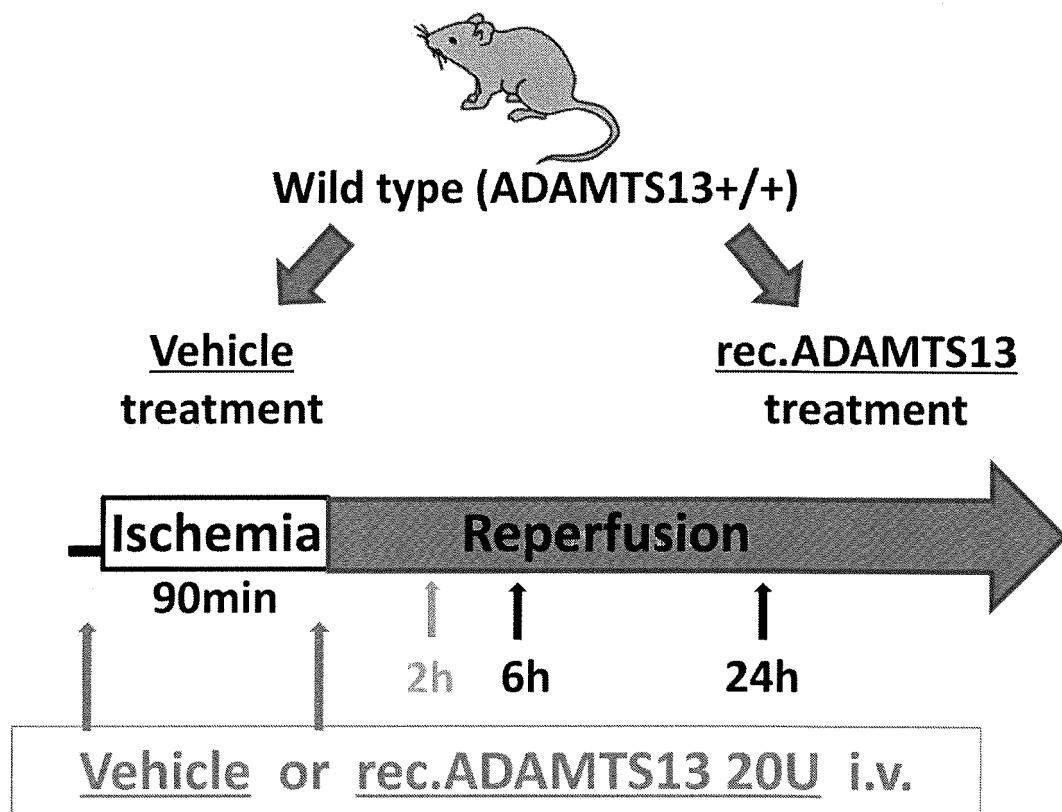 Wild type (ADAMTS13+/+)
Vehicle
treatment
rec.ADAMTS13
treatment
Ischemia
Reperfusion
90min
2h
6h
24h
Vehicle or rec.ADAMTS13 20U i.v.